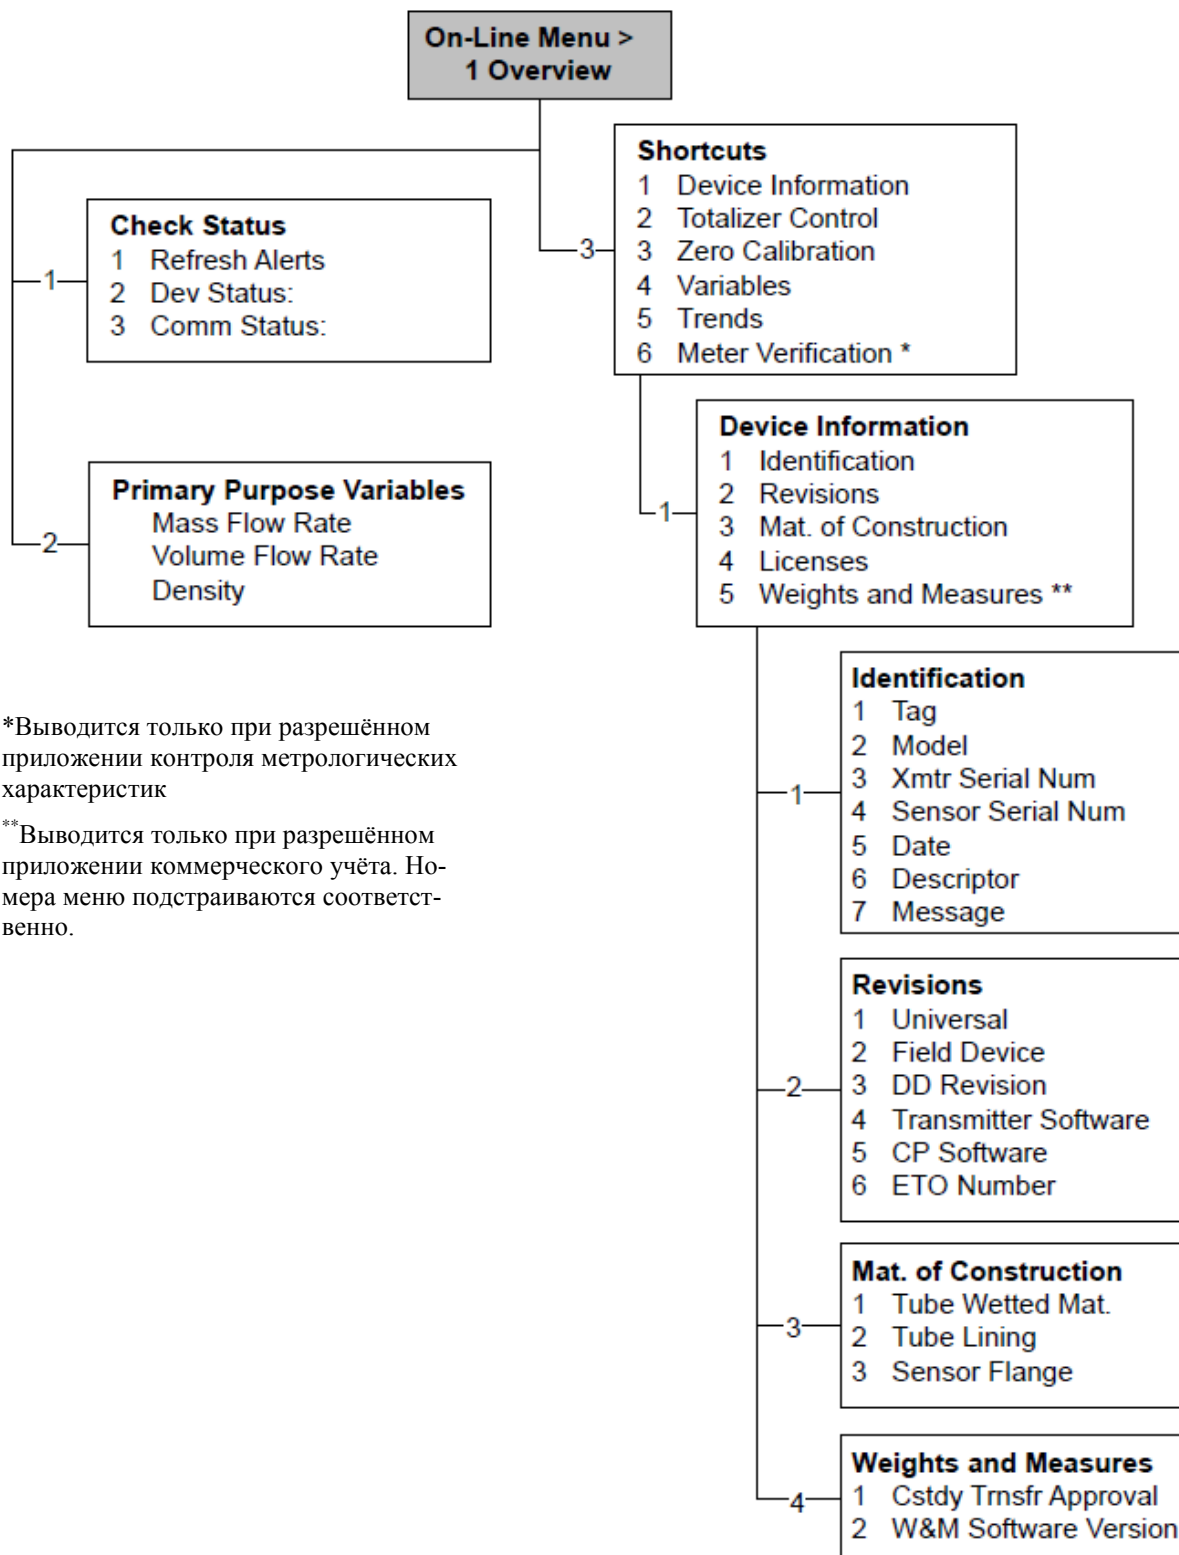 On-Line Menu >
1 Overview
Shortcuts
1 Device Information
2 Totalizer Control
3 Zero Calibration
4 Variables
5 Trends
6 Meter Verification *
3
Check Status
1 Refresh Alerts
2 Dev Status:
3 Comm Status:
1
Device Information
1 Identification
2 Revisions
3 Mat. of Construction
4 Licenses
5 Weights and Measures **
1
Primary Purpose Variables
Mass Flow Rate
Volume Flow Rate
Density
2
*Выводится только при разрешённом
приложении контроля метрологических
характеристик
**Выводится только при разрешённом
приложении коммерческого учёта. Но-
мера меню подстраиваются соответст-
венно.
Identification
1 Tag
2 Model
3 Xmtr Serial Num
4 Sensor Serial Num
5 Date
6 Descriptor
7 Message
1
Revisions
1 Universal
2 Field Device
3 DD Revision
4 Transmitter Software
5 CP Software
6 ETO Number
2
Mat. of Construction
1 Tube Wetted Mat.
2 Tube Lining
3 Sensor Flange
3
Weights and Measures
1 Cstdy Trnsfr Approval
2 W&M Software Version
4